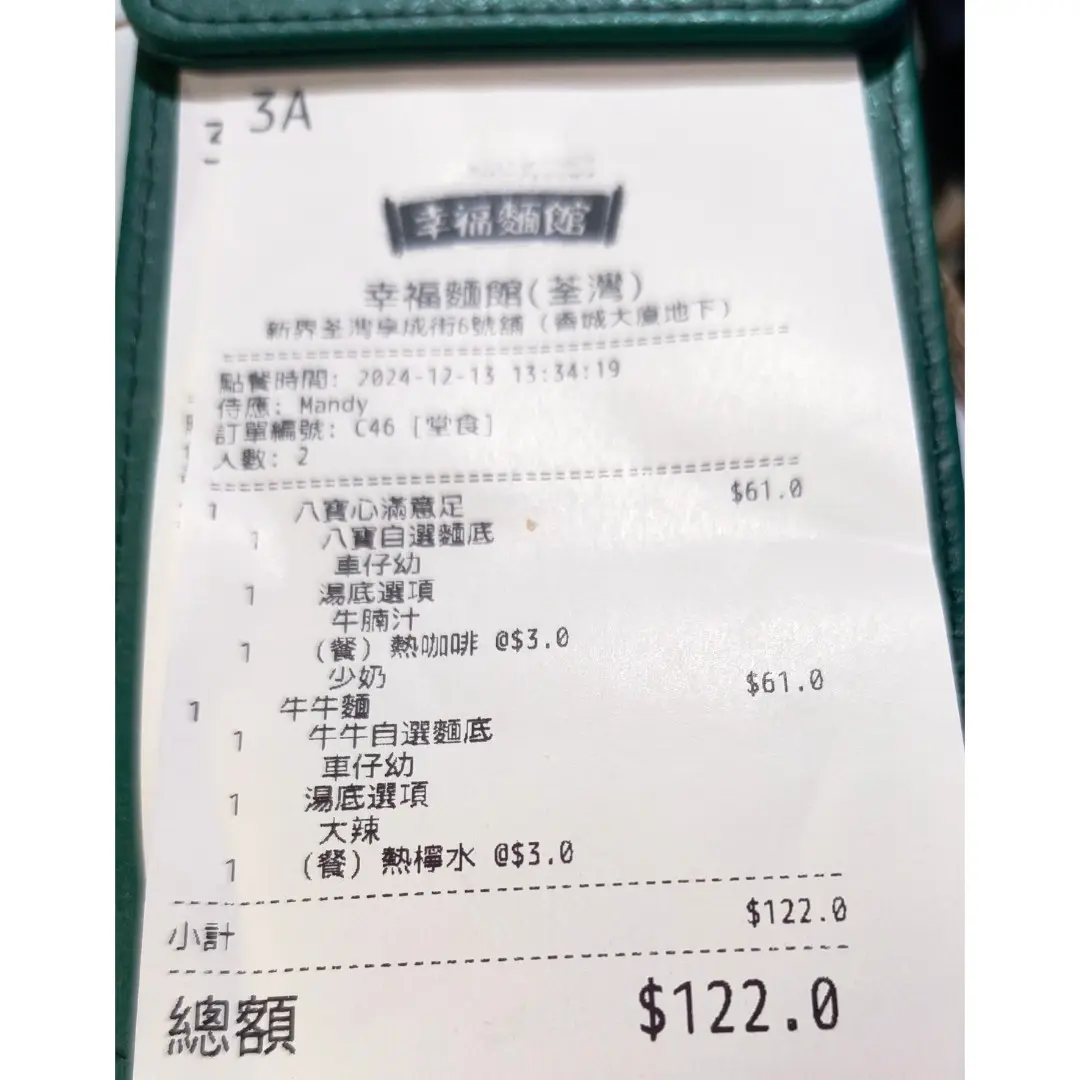 3A
幸福麵館
幸福麵館(荃灣)
新界荃灣享成街6號舖 (香城大廈地下)
點餐時間: 2024-12-13 13:34:19
侍應: Mandy
訂單編號: C46 [堂食]
人數: 2
1 八寶心滿意足 $61.0
1 八寶自選麵底
車仔幼
1 湯底選項
牛腩汁
1 (餐) 熱咖啡 @$3.0
少奶
1 牛牛麵 $61.0
1 牛牛自選麵底
車仔幼
1 湯底選項
大辣
1 (餐) 熱檸水 @$3.0
小計 $122.0
總額 $122.0